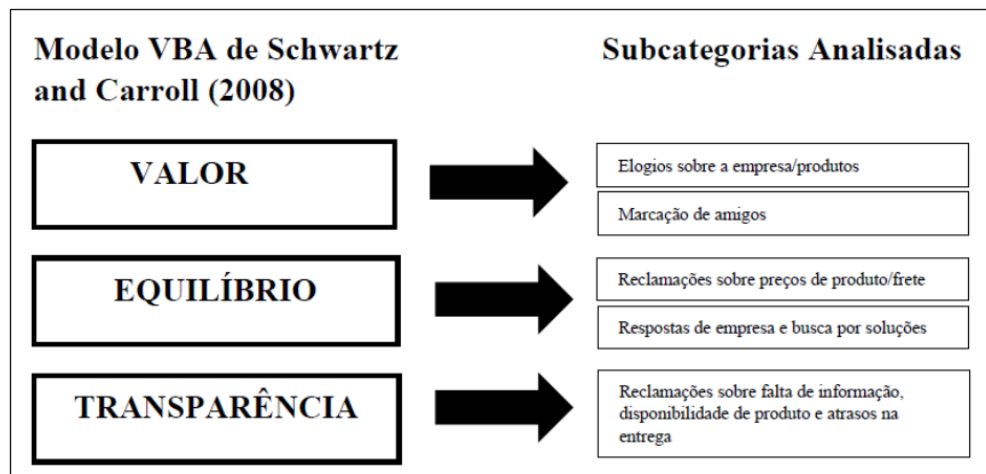 Modelo VBA de Schwartz
and Carroll (2008)
Subcategorias Analisadas
VALOR
Elogios sobre a empresa/produtos
Marcação de amigos
EQUILÍBRIO
Reclamações sobre preços de produto/frete
Respostas de empresa e busca por soluções
TRANSPARÊNCIA
Reclamações sobre falta de informação,
disponibilidade de produto e atrasos na
entrega